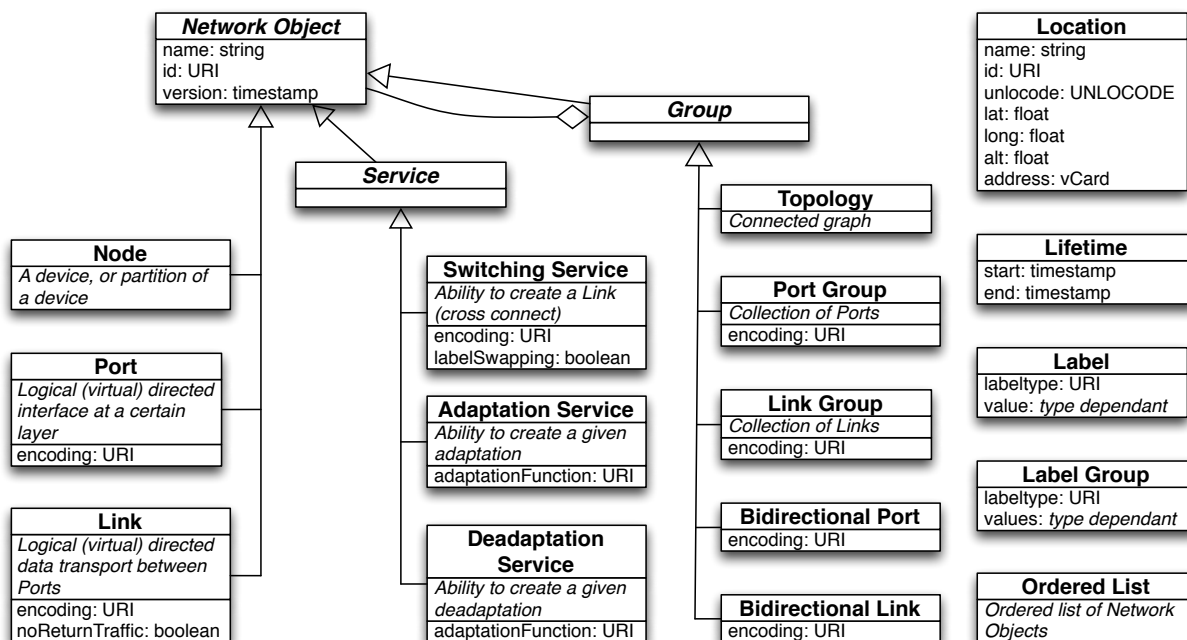 Network Object
name: string
id: URI
version: timestamp
Group
Service
Node
A device, or partition of
a device
Port
Logical (virtual) directed
interface at a certain
layer
encoding: URI
Link
Logical (virtual) directed
data transport between
Ports
encoding: URI
noReturnTraffic: boolean
Switching Service
Ability to create a Link
(cross connect)
encoding: URI
labelSwapping: boolean
Adaptation Service
Ability to create a given
adaptation
adaptationFunction: URI
Deadaptation
Service
Ability to create a given
deadaptation
adaptationFunction: URI
Topology
Connected graph
Port Group
Collection of Ports
encoding: URI
Link Group
Collection of Links
encoding: URI
Bidirectional Port
encoding: URI
Bidirectional Link
encoding: URI
Location
name: string
id: URI
unlocode: UNLOCODE
lat: float
long: float
alt: float
address: vCard
Lifetime
start: timestamp
end: timestamp
Label
labeltype: URI
value: type dependant
Label Group
labeltype: URI
values: type dependant
Ordered List
Ordered list of Network
Objects